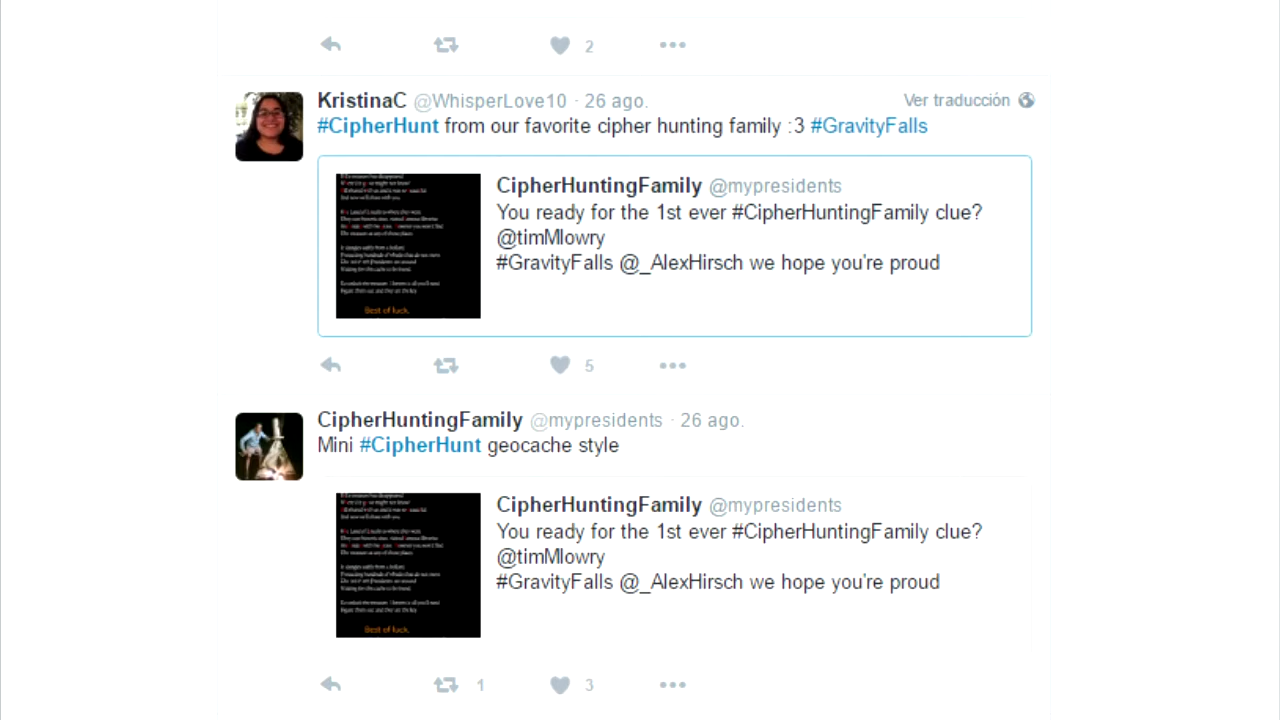 2
KristinaC @WhisperLove10 · 26 ago.
Ver traducción
#CipherHunt from our favorite cipher hunting family :3 #GravityFalls
CipherHuntingFamily @mypresidents
You ready for the 1st ever #CipherHuntingFamily clue?
@timMlowry
#GravityFalls @_AlexHirsch we hope you're proud
Best of luck.
5
CipherHuntingFamily @mypresidents · 26 ago.
Mini #CipherHunt geocache style
CipherHuntingFamily @mypresidents
You ready for the 1st ever #CipherHuntingFamily clue?
@timMlowry
#GravityFalls @_AlexHirsch we hope you're proud
Best of luck.
1 3